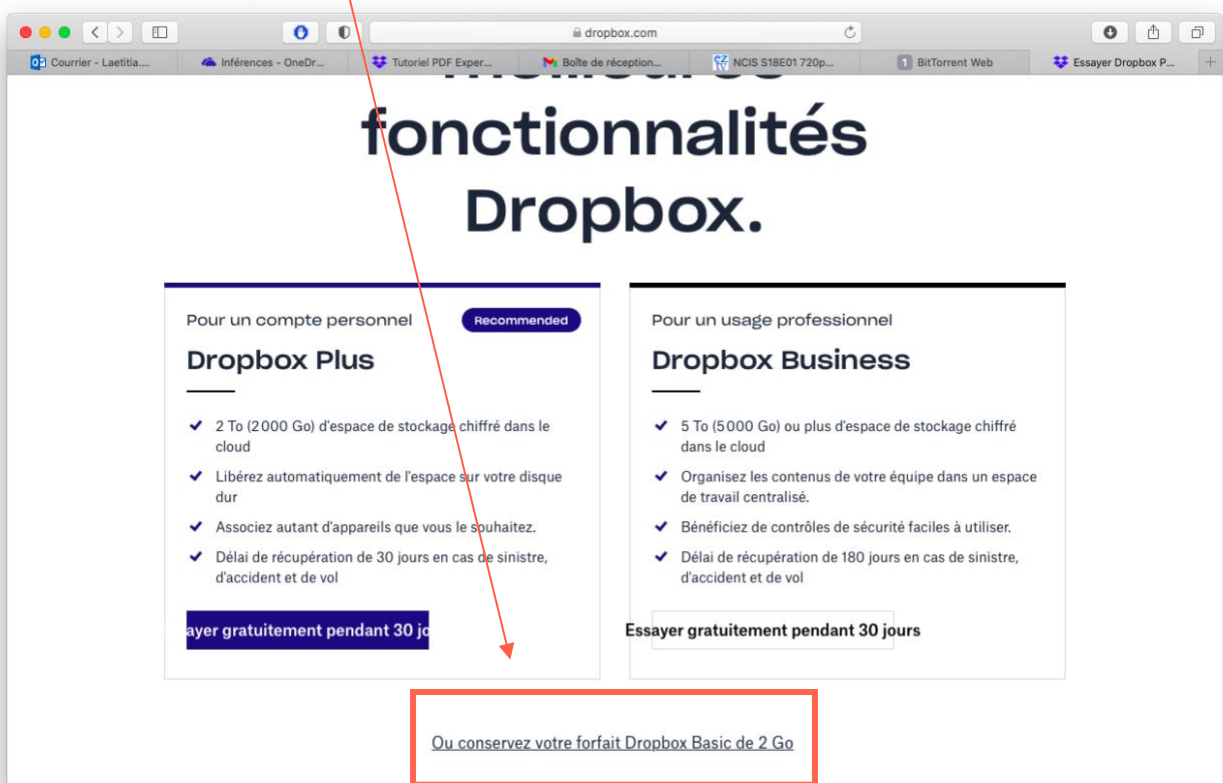 dropbox.com
Courrier - Laetitia....
Inférences - OneDr...
Tutoriel PDF Exper...
Boîte de réception...
NCIS S18E01 720p...
BitTorrent Web
Essayer Dropbox P...
fonctionnalités
Dropbox.
Pour un compte personnel
Recommended
Dropbox Plus
2 To (2000 Go) d'espace de stockage chiffré dans le
cloud
Libérez automatiquement de l'espace sur votre disque
dur
Associez autant d'appareils que vous le souhaitez.
Délai de récupération de 30 jours en cas de sinistre,
d'accident et de vol
ayer gratuitement pendant 30 jo
Pour un usage professionnel
Dropbox Business
5 To (5000 Go) ou plus d'espace de stockage chiffré
dans le cloud
Organisez les contenus de votre équipe dans un espace
de travail centralisé.
Bénéficiez de contrôles de sécurité faciles à utiliser.
Délai de récupération de 180 jours en cas de sinistre,
d'accident et de vol
Essayer gratuitement pendant 30 jours
Ou conservez votre forfait Dropbox Basic de 2 Go